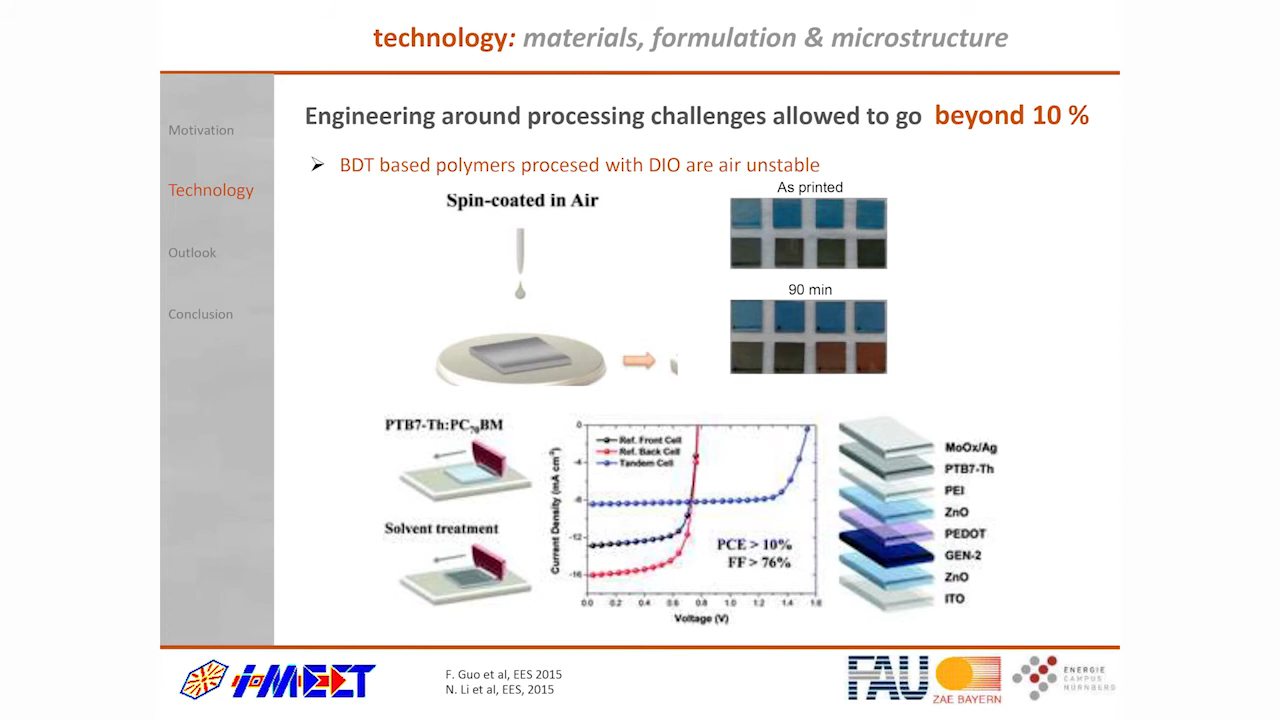 technology: materials, formulation & microstructure
Motivation
Technology
Outlook
Conclusion
Engineering around processing challenges allowed to go beyond 10 %
BDT based polymers procesed with DIO are air unstable
Spin-coated in Air
As printed
90 min
PTB7-Th:PC70BM
Solvent treatment
Current Density (mA cm⁻²)
0
-4
-8
-12
-16
Ref. Front Cell
Ref. Back Cell
Tandem Cell
PCE > 10%
FF > 76%
0.0 0.2 0.4 0.6 0.8 1.0 1.2 1.4 1.6
Voltage (V)
MoOx/Ag
PTB7-Th
PEI
ZnO
PEDOT
GEN-2
ZnO
ITO
i-MEET
F. Guo et al, EES 2015
N. Li et al, EES, 2015
FAU
ZAE BAYERN
ENERGIE
CAMPUS
NÜRNBERG